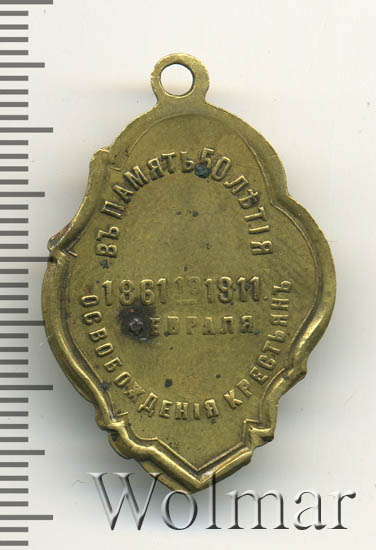 ВЪ ПАМЯТЬ 50 ЛѢТІЯ
1861 19 1911.
ФЕВРАЛЯ
ОСВОБОЖДЕНІЯ КРЕСТЬЯНЪ
Wolmar